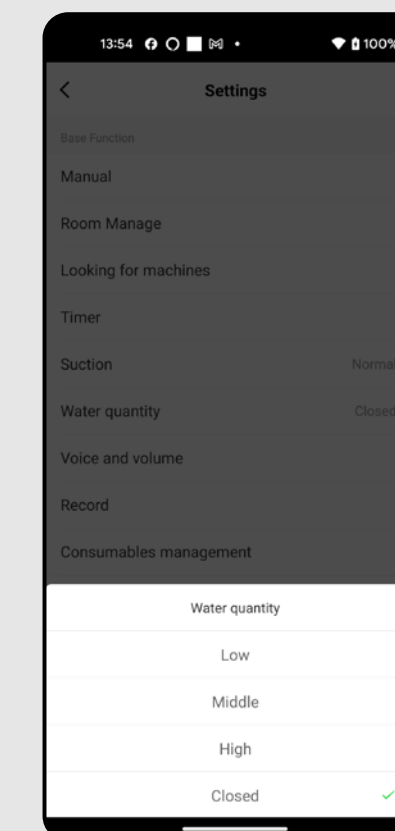 13:54 100%
Settings
Base Function
Manual
Room Manage
Looking for machines
Timer
Suction Normal
Water quantity Closed
Voice and volume
Record
Consumables management
Water quantity
Low
Middle
High
Closed